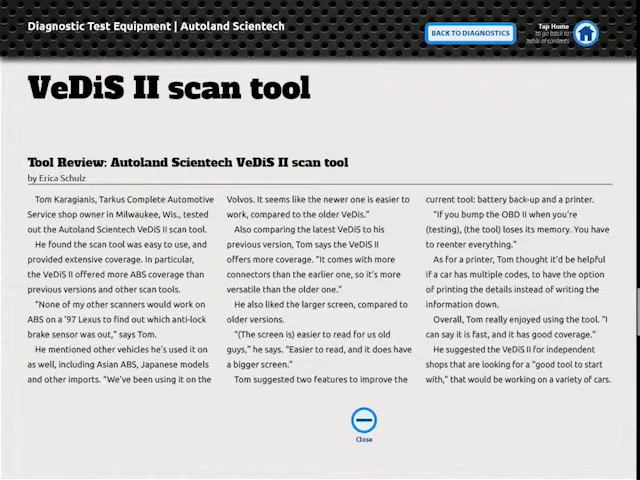 Diagnostic Test Equipment | Autoland Scientech
BACK TO DIAGNOSTICS
Tap Home
to go back to
table of contents
VeDiS II scan tool
Tool Review: Autoland Scientech VeDiS II scan tool
by Erica Schulz
Tom Karagianis, Tarkus Complete Automotive
Service shop owner in Milwaukee, Wis., tested
out the Autoland Scientech VeDiS II scan tool.
He found the scan tool was easy to use, and
provided extensive coverage. In particular,
the VeDiS II offered more ABS coverage than
previous versions and other scan tools.
“None of my other scanners would work on
ABS on a ‘97 Lexus to find out which anti-lock
brake sensor was out,” says Tom.
He mentioned other vehicles he’s used it on
as well, including Asian ABS, Japanese models
and other imports. “We’ve been using it on the
Volvos. It seems like the newer one is easier to
work, compared to the older VeDis.”
Also comparing the latest VeDiS to his
previous version, Tom says the VeDiS II
offers more coverage. “It comes with more
connectors than the earlier one, so it’s more
versatile than the older one.”
He also liked the larger screen, compared to
older versions.
“(The screen is) easier to read for us old
guys,” he says. “Easier to read, and it does have
a bigger screen.”
Tom suggested two features to improve the
current tool: battery back-up and a printer.
“If you bump the OBD II when you’re
(testing), (the tool) loses its memory. You have
to reenter everything.”
As for a printer, Tom thought it’d be helpful
if a car has multiple codes, to have the option
of printing the details instead of writing the
information down.
Overall, Tom really enjoyed using the tool. “I
can say it is fast, and it has good coverage.”
He suggested the VeDiS II for independent
shops that are looking for a “good tool to start
with,” that would be working on a variety of cars.
Close